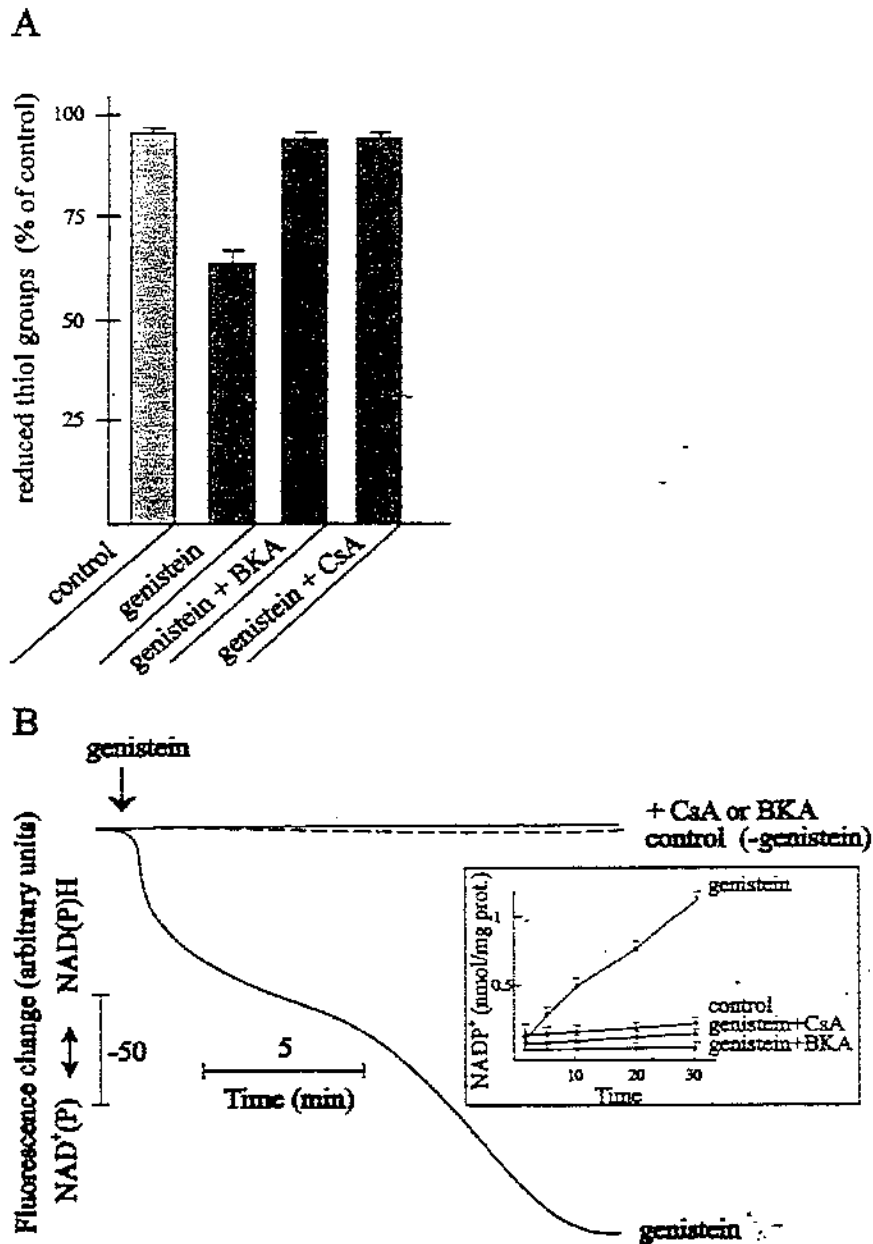 A
reduced thiol groups (% of control)
100
75
50
25
control
genistein
genistein + BKA
genistein + CsA
B
genistein
+ CsA or BKA
control (-genistein)
Fluorescence change (arbitrary units)
NAD⁺(P) ↔ NAD(P)H
-50
5
Time (min)
genistein
NADP⁺ (nmol/mg prot.)
1
0.5
genistein
control
genistein+CsA
genistein+BKA
10 20 30
Time